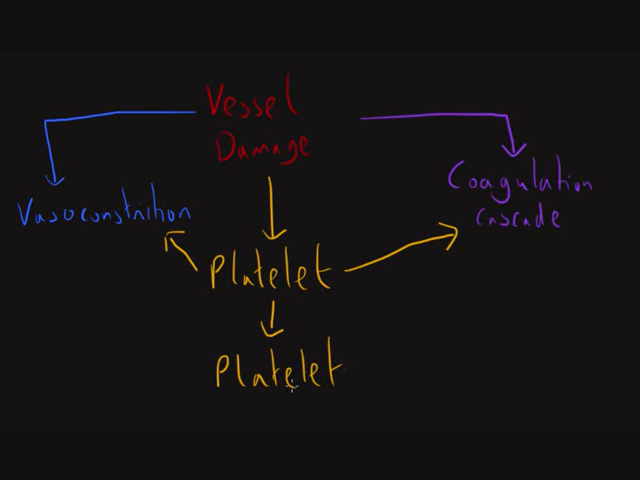 Vessel
Damage
Vasoconstriction
Coagulation
cascade
Platelet
Platelet